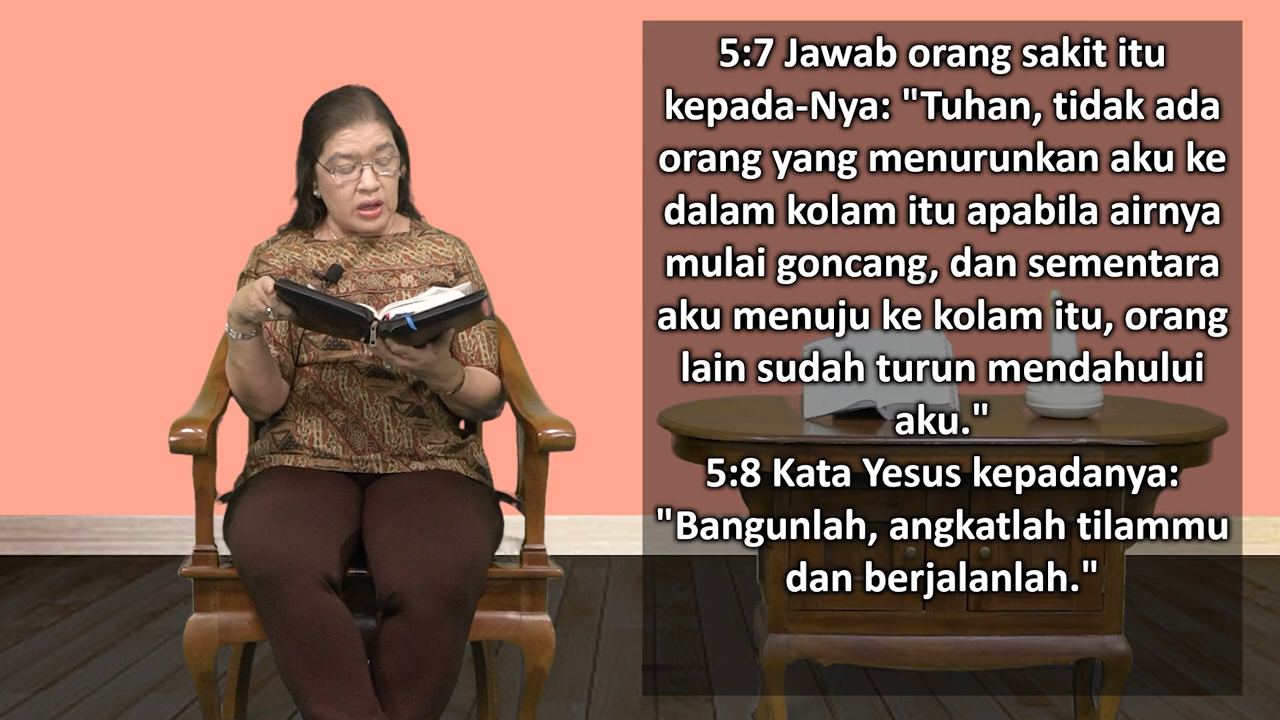 5:7 Jawab orang sakit itu
kepada-Nya: "Tuhan, tidak ada
orang yang menurunkan aku ke
dalam kolam itu apabila airnya
mulai goncang, dan sementara
aku menuju ke kolam itu, orang
lain sudah turun mendahului
aku."
5:8 Kata Yesus kepadanya:
"Bangunlah, angkatlah tilammu
dan berjalanlah."